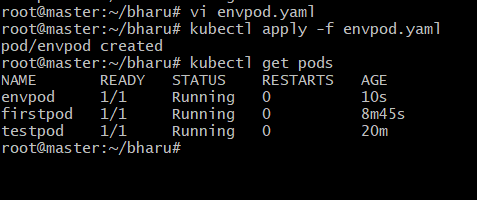 root@master:~/bharu# vi envpod.yaml
root@master:~/bharu# kubectl apply -f envpod.yaml
pod/envpod created
root@master:~/bharu# kubectl get pods
NAME READY STATUS RESTARTS AGE
envpod 1/1 Running 0 10s
firstpod 1/1 Running 0 8m45s
testpod 1/1 Running 0 20m
root@master:~/bharu#